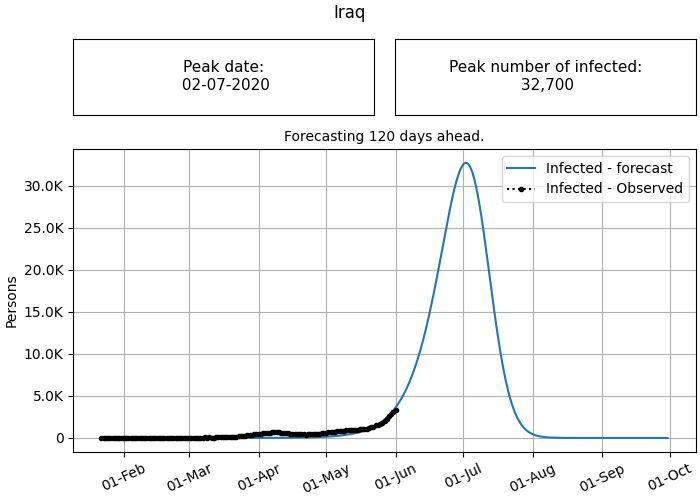 Iraq
Peak date:
02-07-2020
Peak number of infected:
32,700
Forecasting 120 days ahead.
Infected - forecast
Infected - Observed
Persons
30.0K
25.0K
20.0K
15.0K
10.0K
5.0K
0
01-Feb
01-Mar
01-Apr
01-May
01-Jun
01-Jul
01-Aug
01-Sep
01-Oct